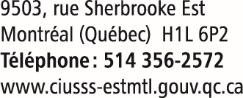 9503, rue Sherbrooke Est
Montréal (Québec)  H1L 6P2
Téléphone : 514 356-2572
www.ciusss-estmtl.gouv.qc.ca